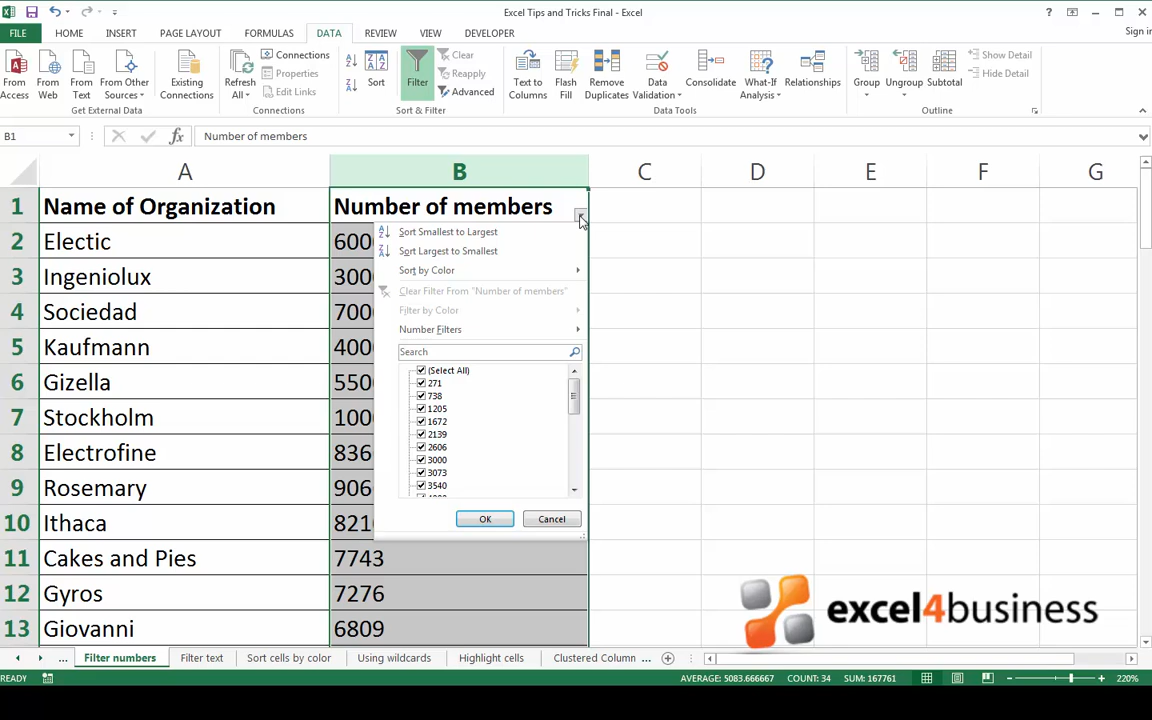 Excel Tips and Tricks Final - Excel
FILE HOME INSERT PAGE LAYOUT FORMULAS DATA REVIEW VIEW DEVELOPER
Sign in
From Access
From Web
From Text
From Other Sources
Existing Connections
Get External Data
Refresh All
Connections
Properties
Edit Links
Connections
Sort
Filter
Clear
Reapply
Advanced
Sort & Filter
Text to Columns
Flash Fill
Remove Duplicates
Data Validation
Consolidate
What-If Analysis
Relationships
Data Tools
Group
Ungroup
Subtotal
Show Detail
Hide Detail
Outline
B1 fx Number of members
A B C D E F G
1 Name of Organization Number of members
2 Electic
3 Ingeniolux
4 Sociedad
5 Kaufmann
6 Gizella
7 Stockholm
8 Electrofine
9 Rosemary
10 Ithaca
11 Cakes and Pies 7743
12 Gyros 7276
13 Giovanni 6809
Sort Smallest to Largest
Sort Largest to Smallest
Sort by Color
Clear Filter From "Number of members"
Filter by Color
Number Filters
Search
(Select All)
271
738
1205
1672
2139
2606
3000
3073
3540
OK Cancel
excel4business
... Filter numbers Filter text Sort cells by color Using wildcards Highlight cells Clustered Column ...
READY AVERAGE: 5083.666667 COUNT: 34 SUM: 167761 220%